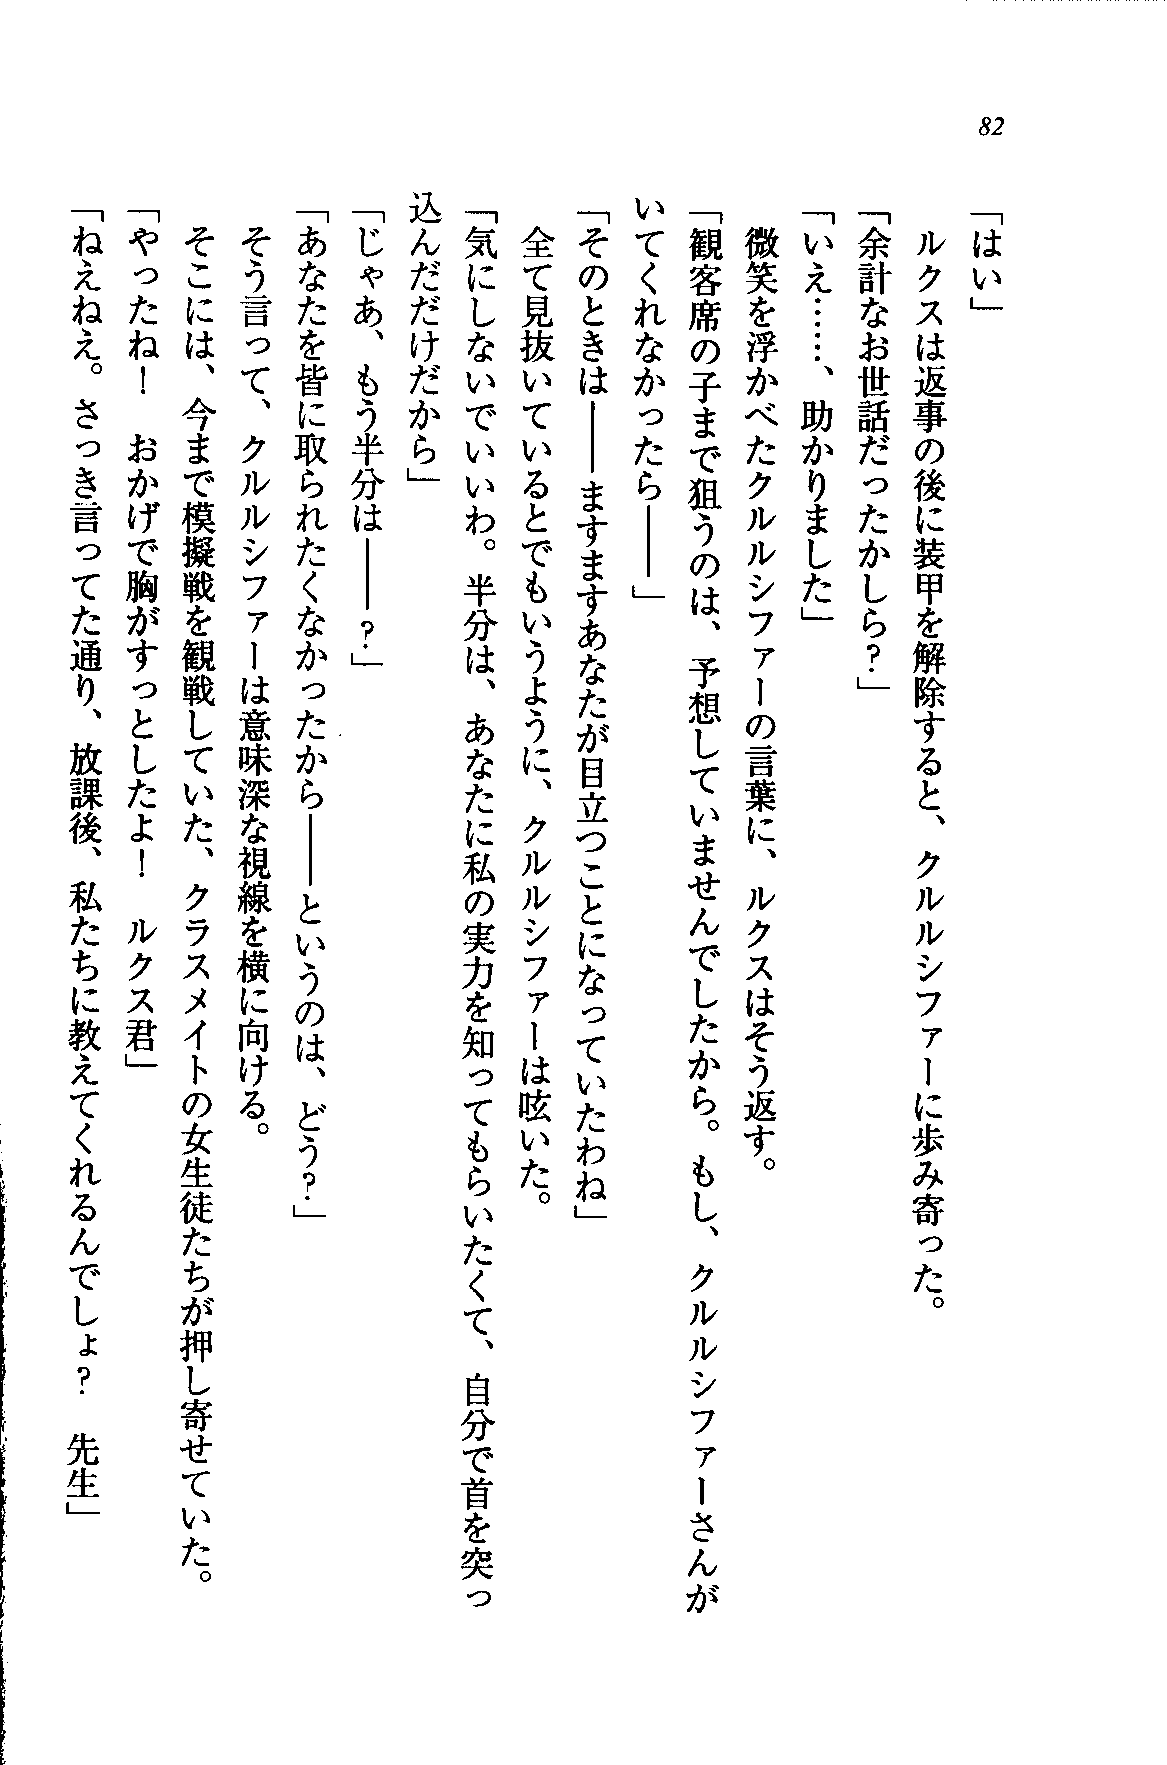 82
「はい」
　ルクスは返事の後に装甲を解除すると、クルルシファーに歩み寄った。
「余計なお世話だったかしら?」
「いえ……、助かりました」
　微笑を浮かべたクルルシファーの言葉に、ルクスはそう返す。
「観客席の子まで狙うのは、予想していませんでしたから。もし、クルルシファーさんが
いてくれなかったら――」
「そのときは――ますますあなたが目立つことになっていたわね」
　全て見抜いているとでもいうように、クルルシファーは呟いた。
「気にしないでいいわ。半分は、あなたに私の実力を知ってもらいたくて、自分で首を突っ
込んだだけだから」
「じゃあ、もう半分は――?」
「あなたを皆に取られたくなかったから――というのは、どう?」
　そう言って、クルルシファーは意味深な視線を横に向ける。
　そこには、今まで模擬戦を観戦していた、クラスメイトの女生徒たちが押し寄せていた。
「やったね!　おかげで胸がすっとしたよ!　ルクス君」
「ねえねえ。さっき言ってた通り、放課後、私たちに教えてくれるんでしょ?　先生」